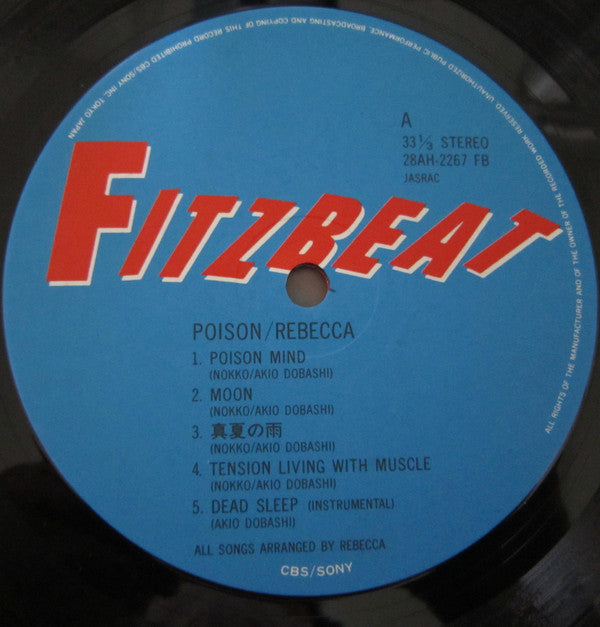 A
33⅓ STEREO
28AH-2267 FB
JASRAC
FITZBEAT
POISON/REBECCA
1. POISON MIND
(NOKKO/AKIO DOBASHI)
2. MOON
(NOKKO/AKIO DOBASHI)
3. 真夏の雨
(NOKKO/AKIO DOBASHI)
4. TENSION LIVING WITH MUSCLE
(NOKKO/AKIO DOBASHI)
5. DEAD SLEEP (INSTRUMENTAL)
(AKIO DOBASHI)
ALL SONGS ARRANGED BY REBECCA
CBS/SONY
ALL RIGHTS OF THE MANUFACTURER AND OF THE OWNER OF THE RECORDED WORK RESERVED. UNAUTHORIZED PUBLIC PERFORMANCE, BROADCASTING AND COPYING OF THIS RECORD PROHIBITED CBS/SONY INC. TOKYO JAPAN